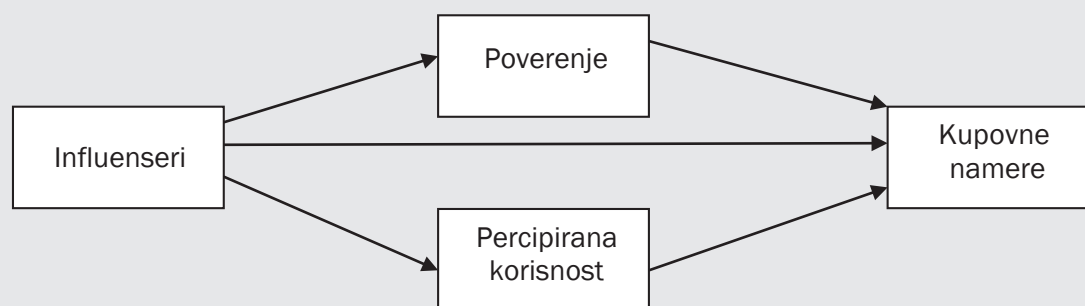 Poverenje
Influenseri
Kupovne
namere
Percipirana
korisnost